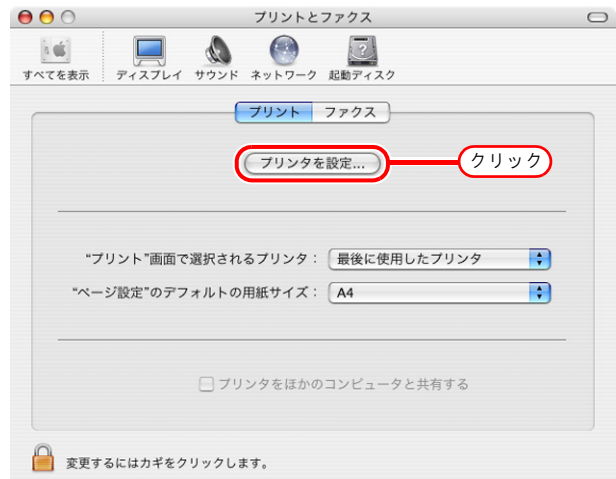 プリントとファクス
すべてを表示 ディスプレイ サウンド ネットワーク 起動ディスク
プリント ファクス
プリンタを設定... クリック
“プリント”画面で選択されるプリンタ： 最後に使用したプリンタ
“ページ設定”のデフォルトの用紙サイズ： A4
プリンタをほかのコンピュータと共有する
変更するにはカギをクリックします。